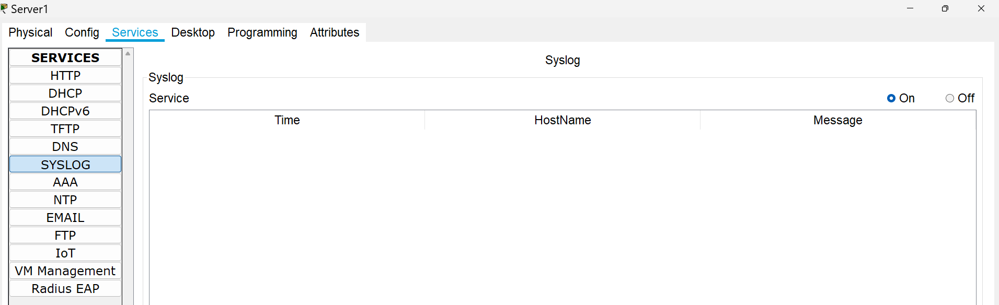 Server1
Physical Config Services Desktop Programming Attributes
SERVICES
HTTP
DHCP
DHCPv6
TFTP
DNS
SYSLOG
AAA
NTP
EMAIL
FTP
IoT
VM Management
Radius EAP
Syslog
Syslog
Service On Off
Time HostName Message